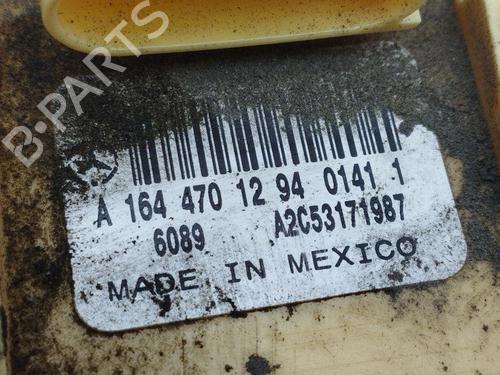 B-PARTS
A 164 470 12 94 0141 1
6089 A2C53171987
MADE IN MEXICO